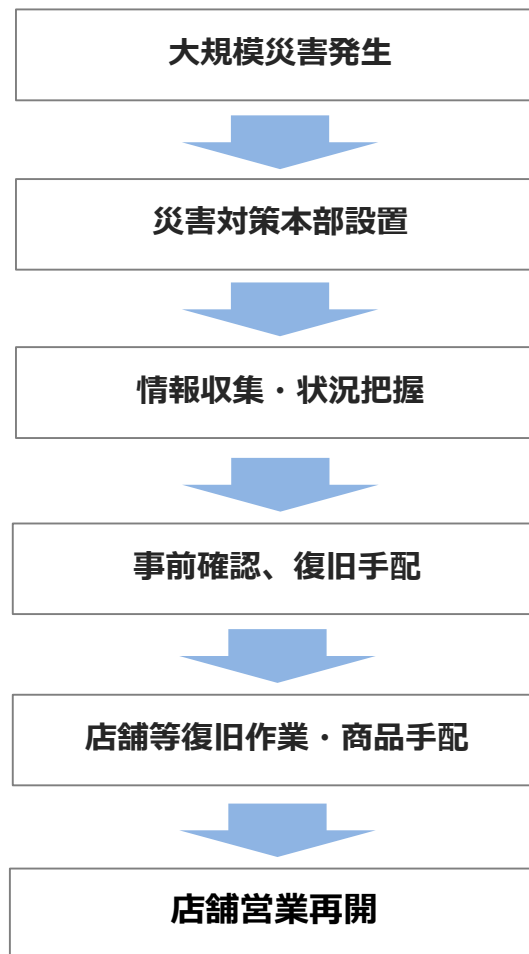 大規模災害発生
災害対策本部設置
情報収集・状況把握
事前確認、復旧手配
店舗等復旧作業・商品手配
店舗営業再開